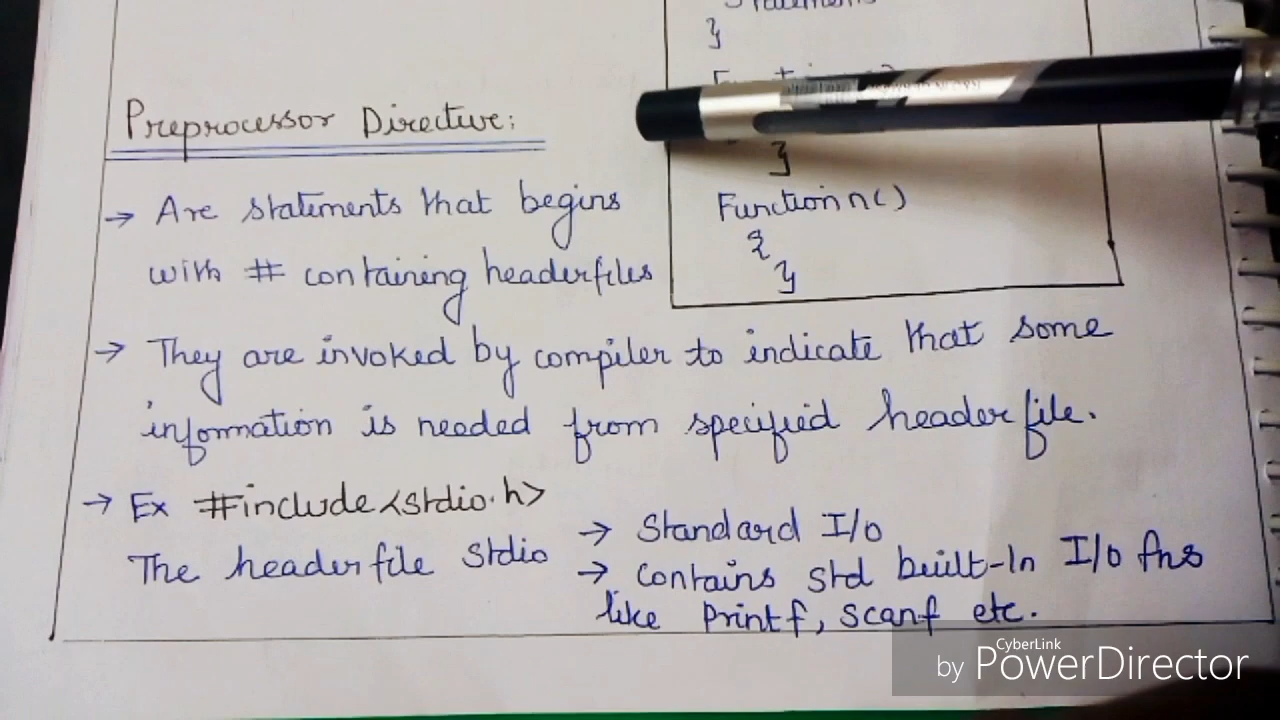 }
}
Function n()
{
}
Preprocessor Directive:
→ Are statements that begins
with # containing headerfiles
→ They are invoked by compiler to indicate that some
information is needed from specified header file.
→ Ex #include<stdio.h>
The header file stdio → Standard I/O
→ contains std built-In I/O fns
like Printf, scanf etc.
CyberLink
by PowerDirector